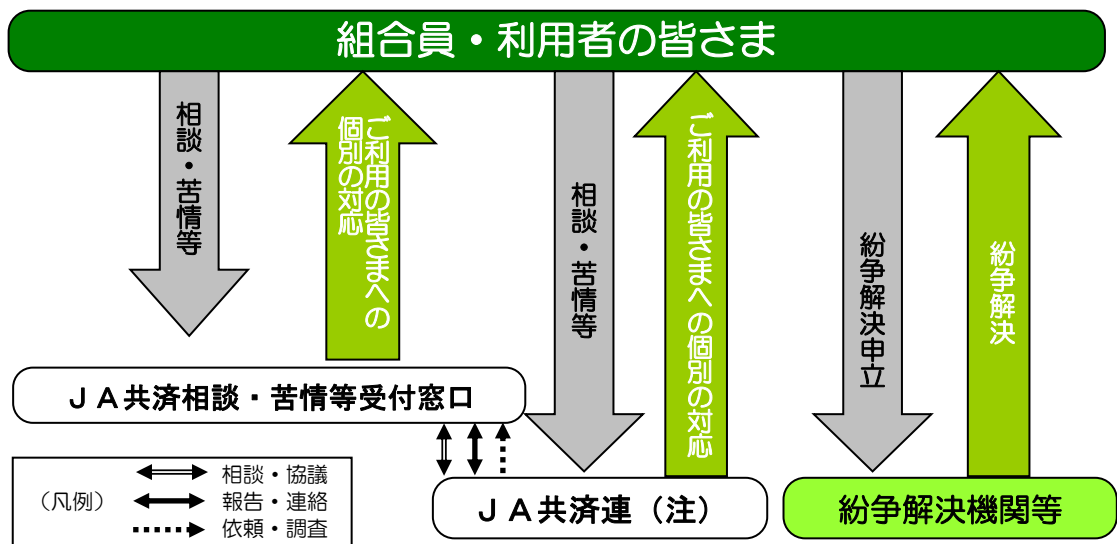 組合員・利用者の皆さま
相談・苦情等
ご利用の皆さまへの
個別の対応
相談・苦情等
ご利用の皆さまへの個別の対応
紛争解決申立
紛争解決
ＪＡ共済相談・苦情等受付窓口
（凡例）
相談・協議
報告・連絡
依頼・調査
ＪＡ共済連（注）
紛争解決機関等